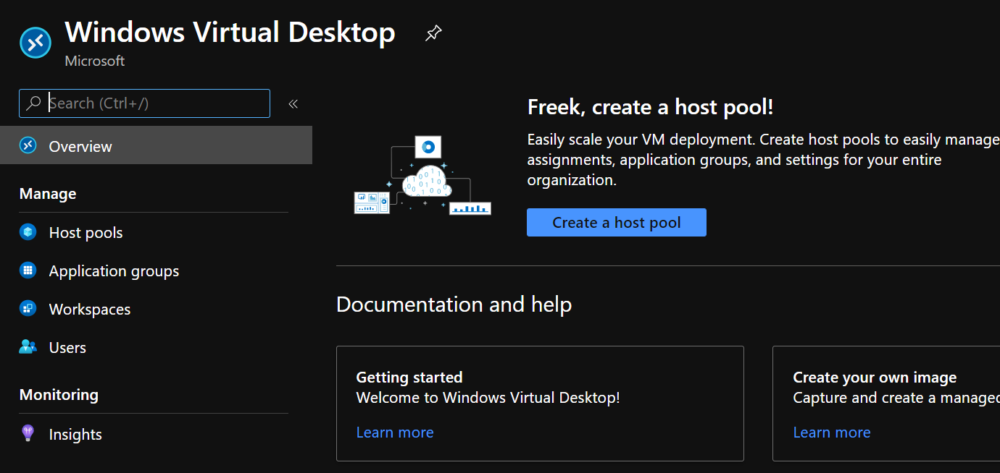 Windows Virtual Desktop
Microsoft
Search (Ctrl+/)
«
Overview
Manage
Host pools
Application groups
Workspaces
Users
Monitoring
Insights
Freek, create a host pool!
Easily scale your VM deployment. Create host pools to easily manage
assignments, application groups, and settings for your entire
organization.
Create a host pool
Documentation and help
Getting started
Welcome to Windows Virtual Desktop!
Learn more
Create your own image
Capture and create a managed
Learn more